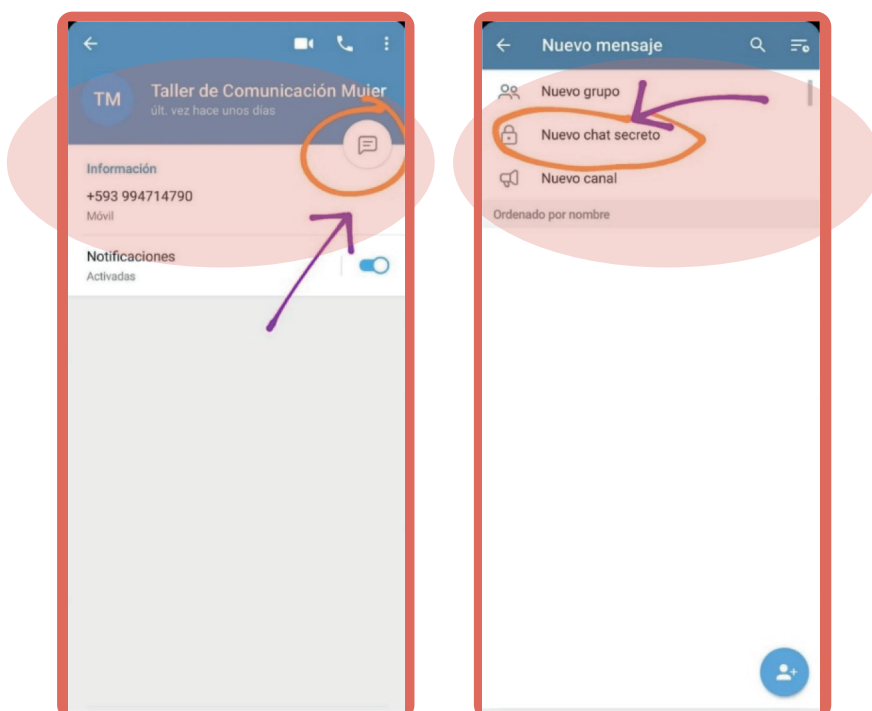 TM
Taller de Comunicación Mujer
últ. vez hace unos días
Información
+593 994714790
Móvil
Notificaciones
Activadas
Nuevo mensaje
Nuevo grupo
Nuevo chat secreto
Nuevo canal
Ordenado por nombre